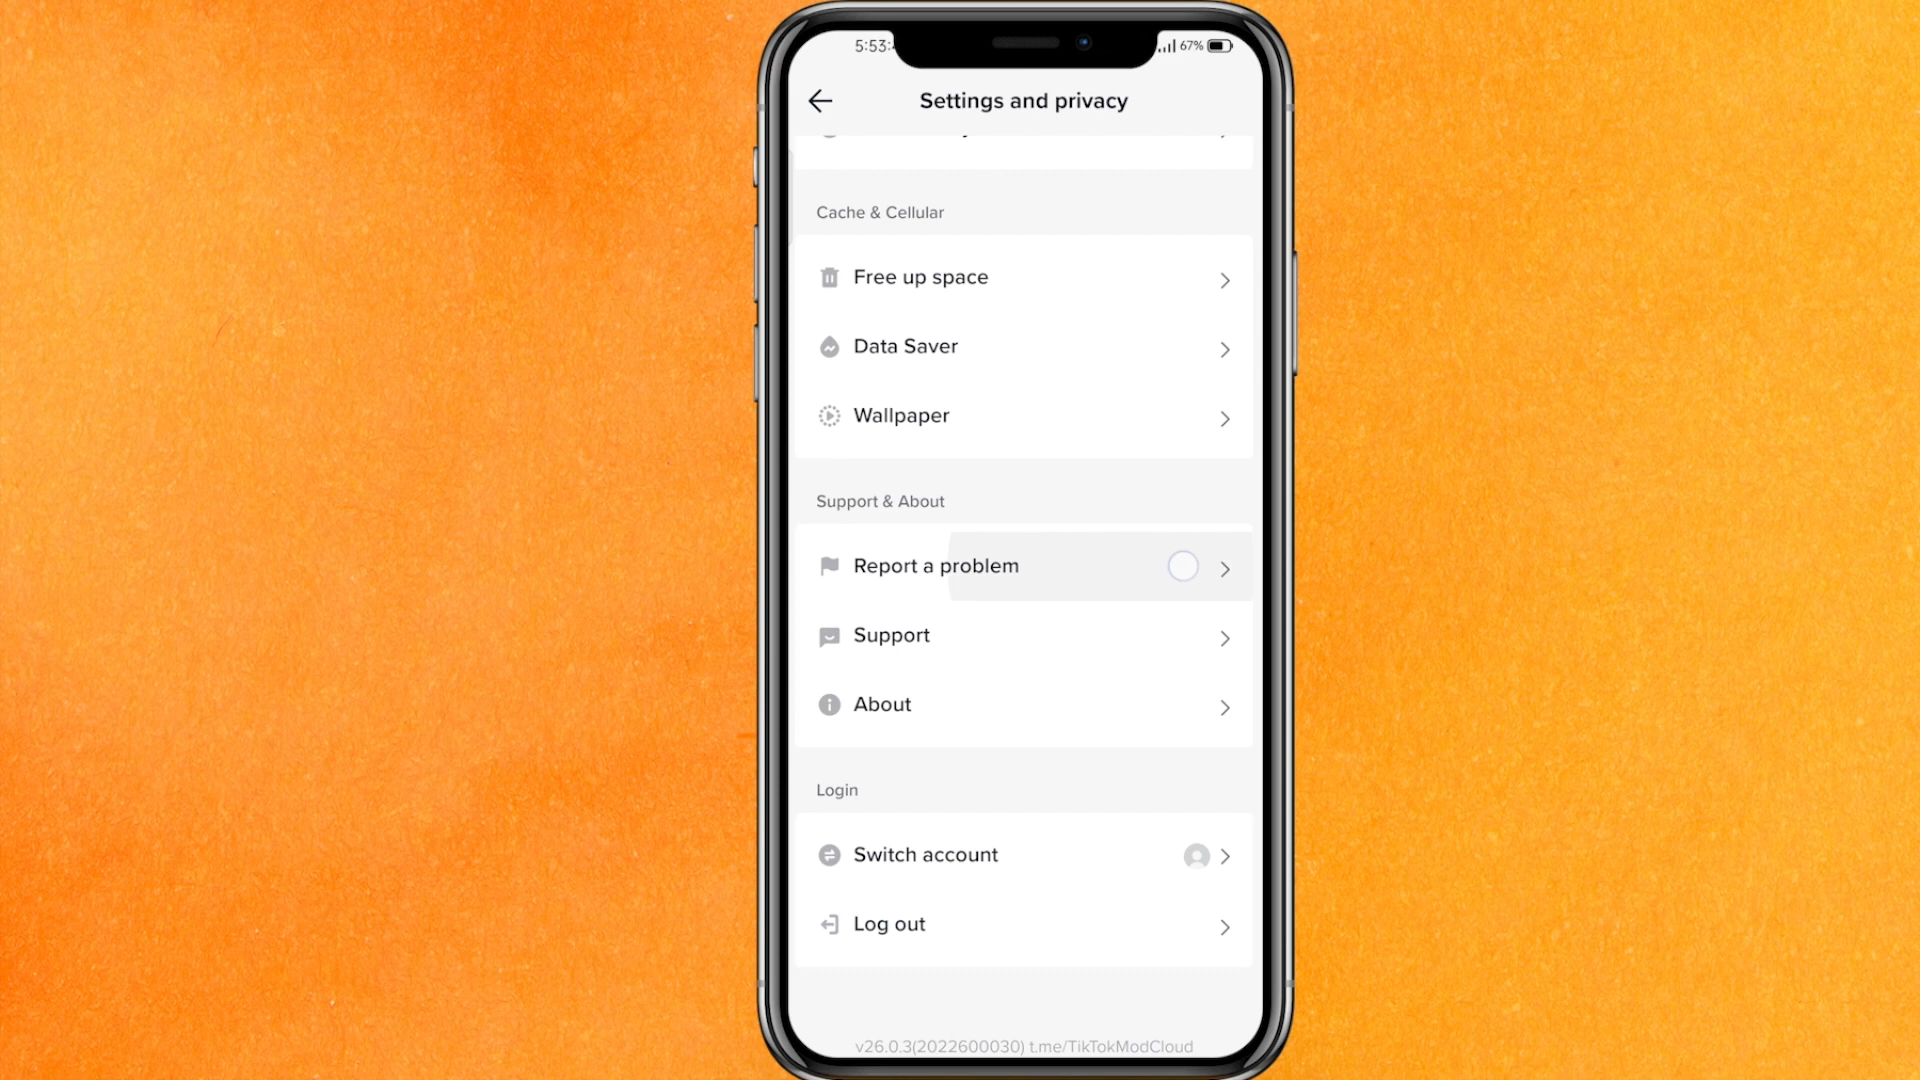 5:53:
67%
Settings and privacy
Cache & Cellular
Free up space
Data Saver
Wallpaper
Support & About
Report a problem
Support
About
Login
Switch account
Log out
v26.0.3(2022600030) t.me/TikTokModCloud